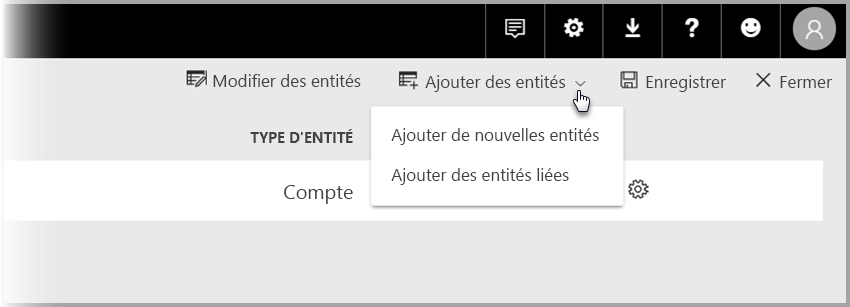 Modifier des entités Ajouter des entités Enregistrer Fermer
Ajouter de nouvelles entités
TYPE D'ENTITÉ
Ajouter des entités liées
Compte